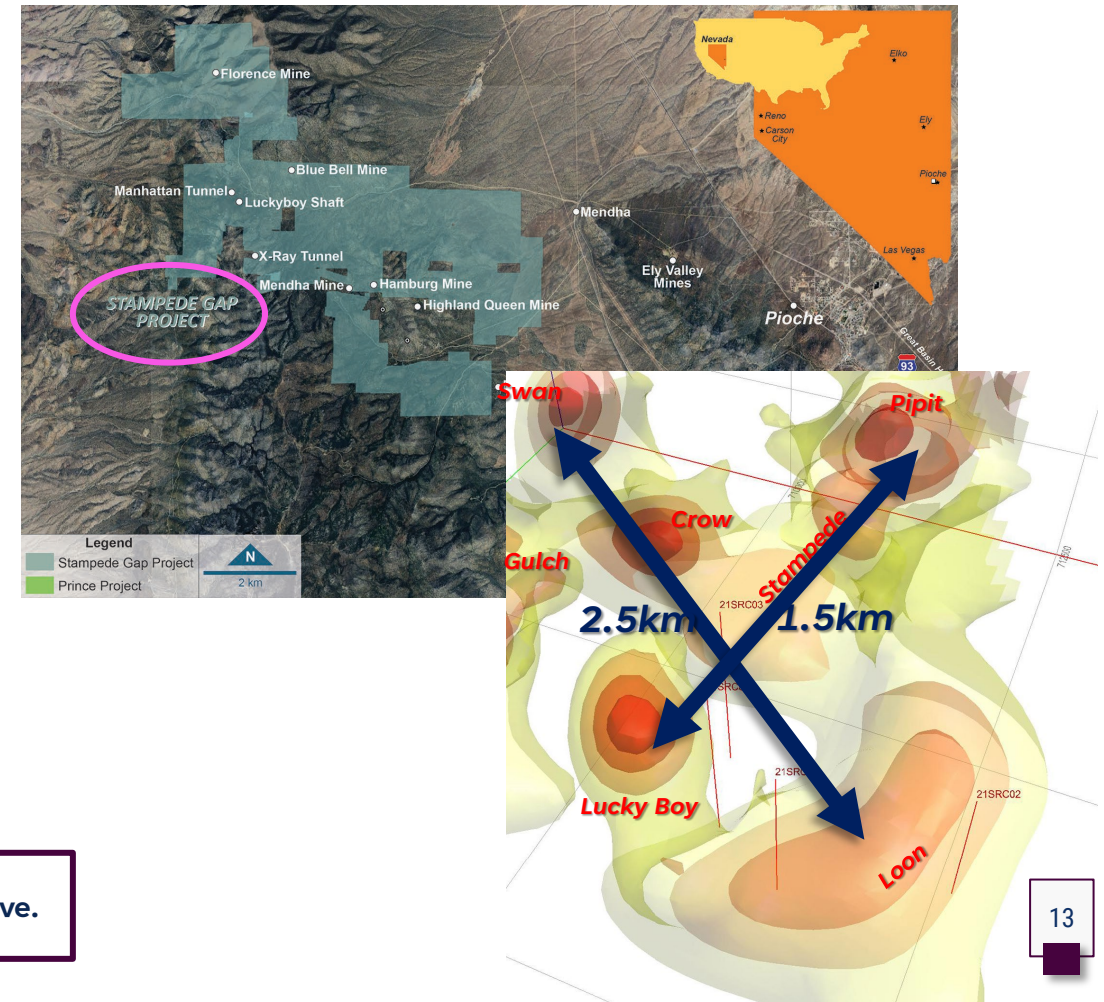 Florence Mine
Blue Bell Mine
Manhattan Tunnel
Luckyboy Shaft
X-Ray Tunnel
Mendha Mine
Hamburg Mine
Highland Queen Mine
STAMPEDE GAP
PROJECT
Mendha
Ely Valley
Mines
Pioche
93
Nevada
Elko
Reno
Carson
City
Ely
Pioche
Las Vegas
Legend
Stampede Gap Project
Prince Project
N
2 km
Swan
Pipit
Crow
Stampede
Gulch
2.5km
1.5km
21SRC03
Lucky Boy
21SRC02
Loon
712500
ve.
13